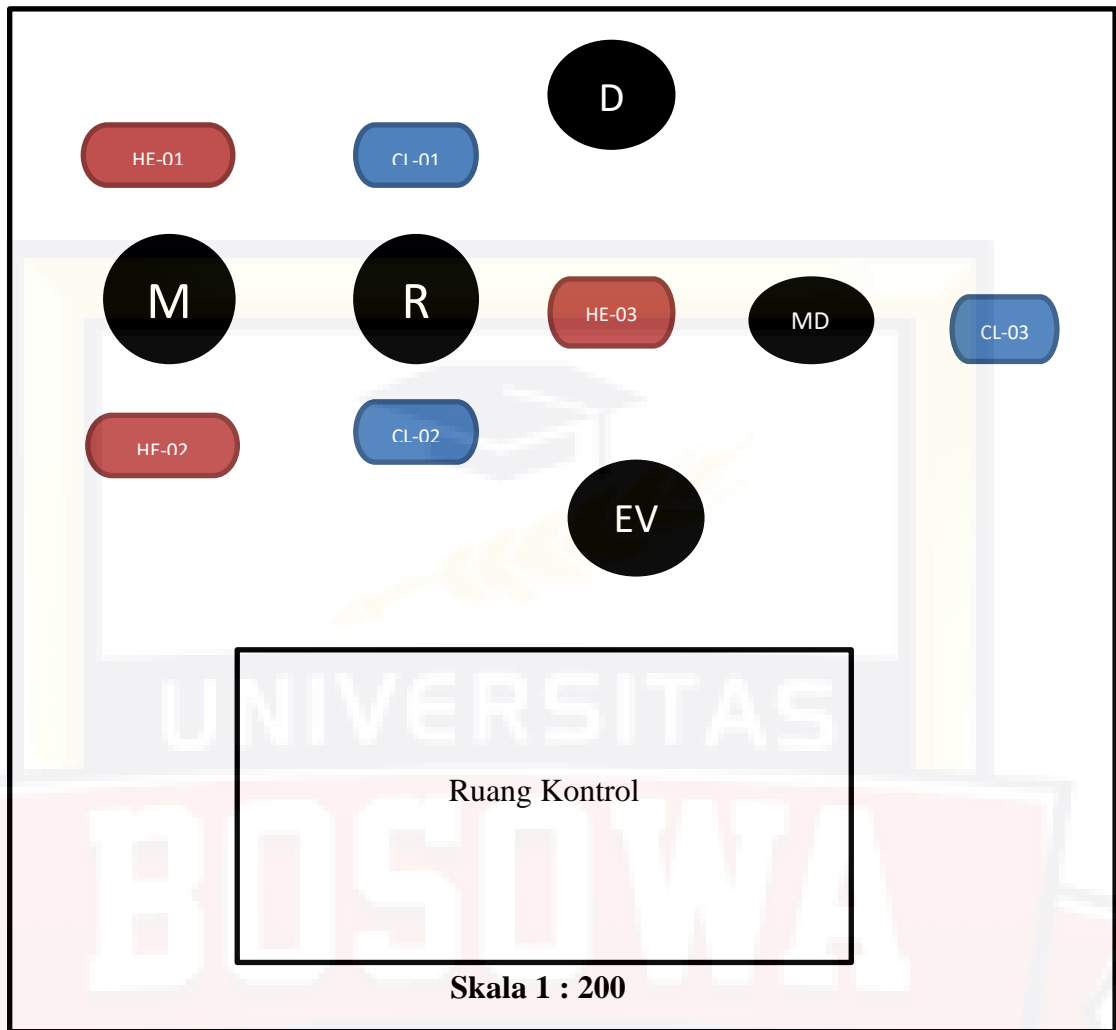 D
HE-01
CL-01
M
R
HE-03
MD
CL-03
HE-02
CL-02
EV
UNIVERSITAS
Ruang Kontrol
BOSOWA
Skala 1 : 200